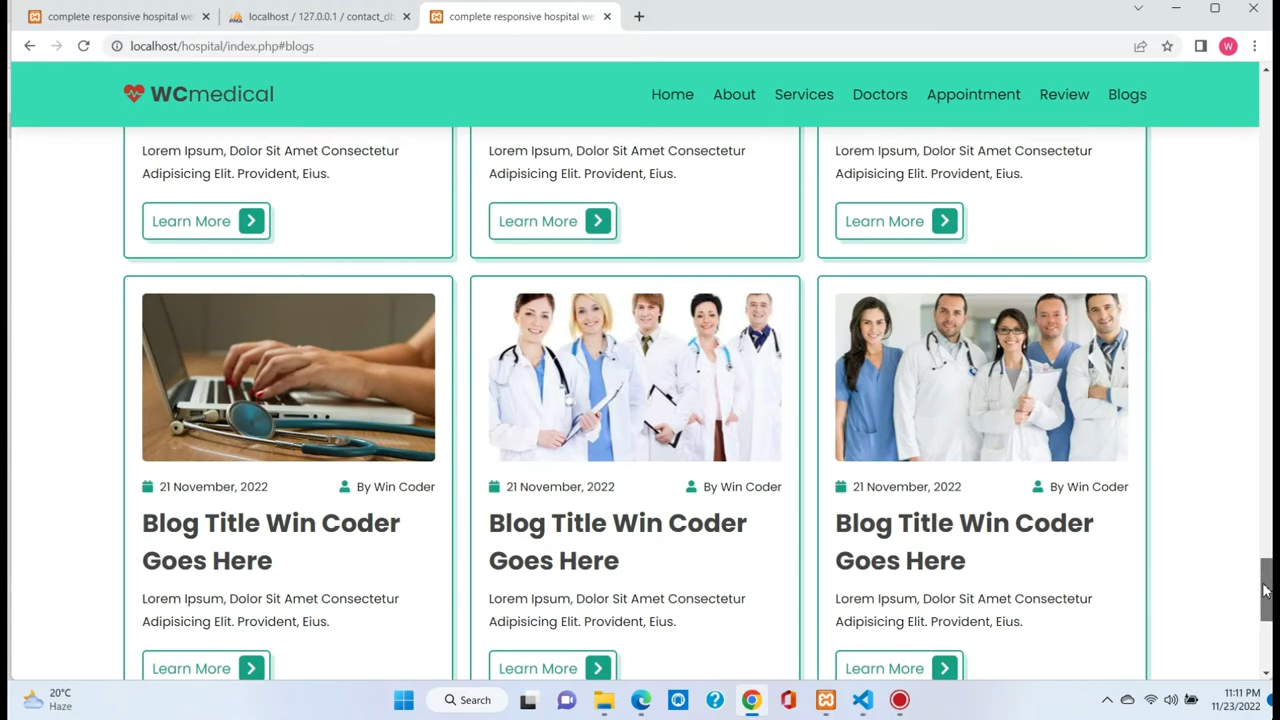 complete responsive hospital we
localhost / 127.0.0.1 / contact_db
complete responsive hospital we
localhost/hospital/index.php#blogs
W
WCmedical
Home About Services Doctors Appointment Review Blogs
Lorem Ipsum, Dolor Sit Amet Consectetur
Adipisicing Elit. Provident, Eius.
Learn More
Lorem Ipsum, Dolor Sit Amet Consectetur
Adipisicing Elit. Provident, Eius.
Learn More
Lorem Ipsum, Dolor Sit Amet Consectetur
Adipisicing Elit. Provident, Eius.
Learn More
21 November, 2022 By Win Coder
Blog Title Win Coder
Goes Here
Lorem Ipsum, Dolor Sit Amet Consectetur
Adipisicing Elit. Provident, Eius.
Learn More
21 November, 2022 By Win Coder
Blog Title Win Coder
Goes Here
Lorem Ipsum, Dolor Sit Amet Consectetur
Adipisicing Elit. Provident, Eius.
Learn More
21 November, 2022 By Win Coder
Blog Title Win Coder
Goes Here
Lorem Ipsum, Dolor Sit Amet Consectetur
Adipisicing Elit. Provident, Eius.
Learn More
20°C
Haze
Search
11:11 PM
11/23/2022